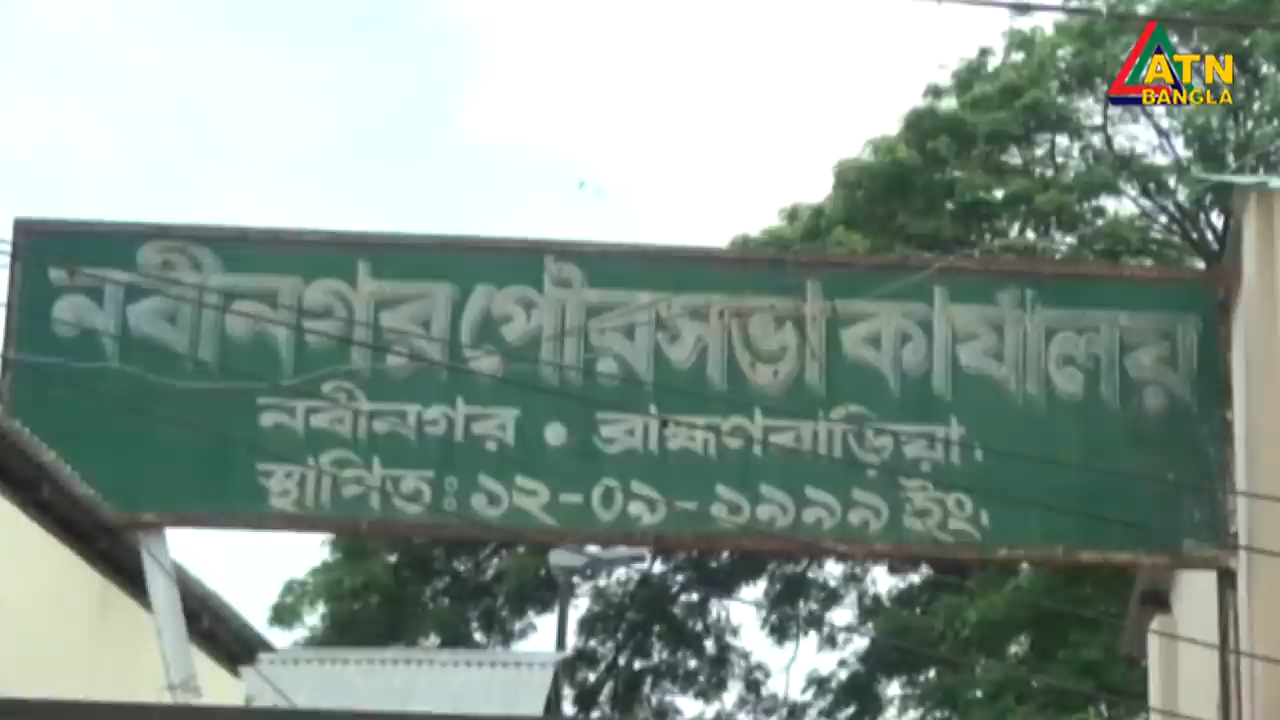 ATN
BANGLA
নবীনগর পৌরসভা কার্যালয়
নবীনগর • ব্রাহ্মণবাড়িয়া.
স্থাপিত : ১২-০৯-১৯৯৯ ইং.